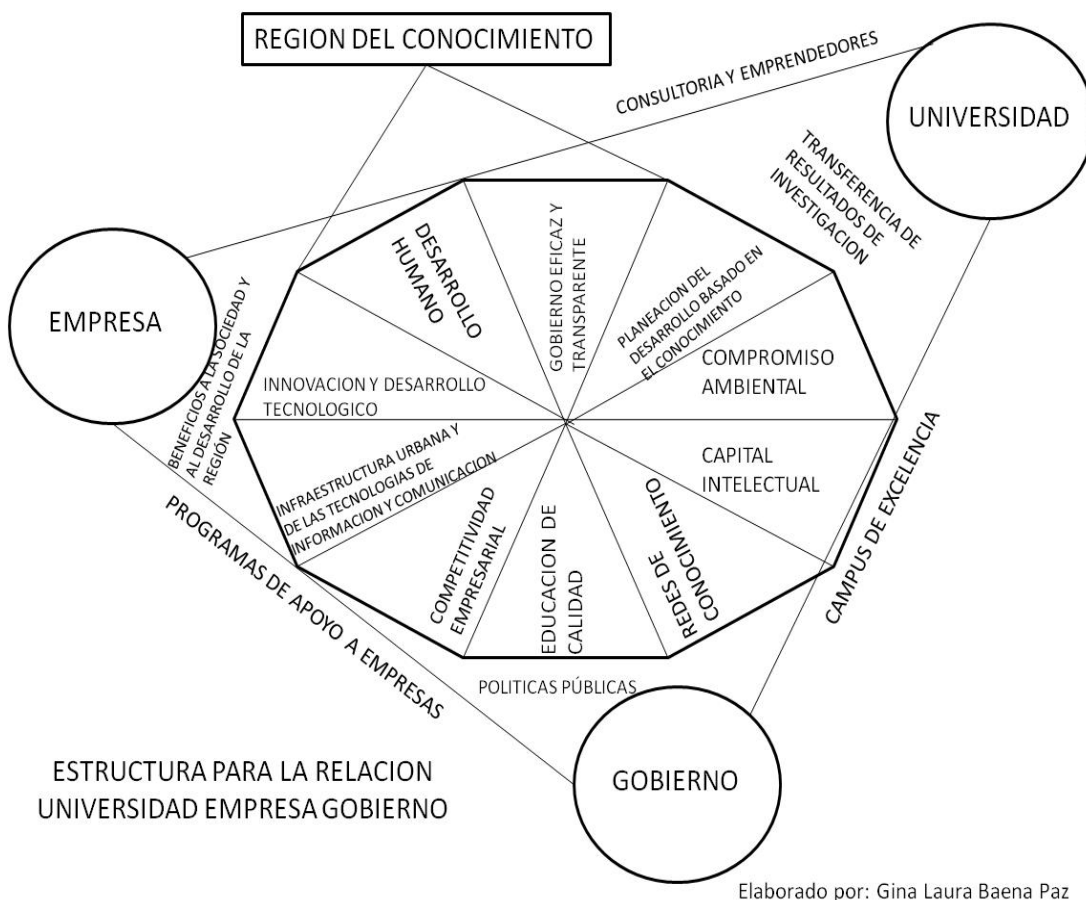 REGION DEL CONOCIMIENTO
CONSULTORIA Y EMPRENDEDORES
UNIVERSIDAD
TRANSFERENCIA DE
RESULTADOS DE
INVESTIGACION
EMPRESA
BENEFICIOS A LA SOCIEDAD Y
AL DESARROLLO DE LA
REGIÓN
DESARROLLO
HUMANO
GOBIERNO EFICAZ Y
TRANSPARENTE
PLANEACION DEL
DESARROLLO BASADO EN
EL CONOCIMIENTO
COMPROMISO
AMBIENTAL
INNOVACION Y DESARROLLO
TECNOLOGICO
INFRAESTRUCTURA URBANA Y
DE LAS TECNOLOGIAS DE
INFORMACION Y COMUNICACION
COMPETITIVIDAD
EMPRESARIAL
EDUCACION DE
CALIDAD
REDES DE
CONOCIMIENTO
CAPITAL
INTELECTUAL
CAMPUS DE EXCELENCIA
PROGRAMAS DE APOYO A EMPRESAS
POLITICAS PÚBLICAS
GOBIERNO
ESTRUCTURA PARA LA RELACION
UNIVERSIDAD EMPRESA GOBIERNO
Elaborado por: Gina Laura Baena Paz